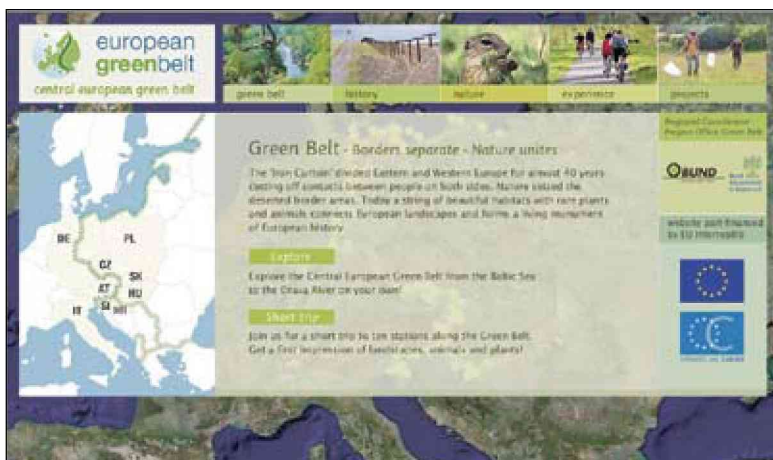 european
greenbelt
central european green belt
green belt
history
nature
experience
projects
Regional Coordinator
Project Office Green Belt
BUND
website part-financed
by EU
DE
PL
CZ
SK
AT
HU
SI
HR
IT
Green Belt - Borders separate - Nature unites
The 'Iron Curtain' divided Eastern and Western Europe for almost 40 years
cutting off contacts between people on both sides. Nature seized the
deserted border areas. Today a string of beautiful habitats with rare plants
and animals connects European landscapes and forms a living monument
of European history.
Explore
Explore the Central European Green Belt from the Baltic Sea
to the Drava River on your own!
Short trip
Join us for a short trip to ten stations along the Green Belt.
Get a first impression of landscapes, animals and plants!